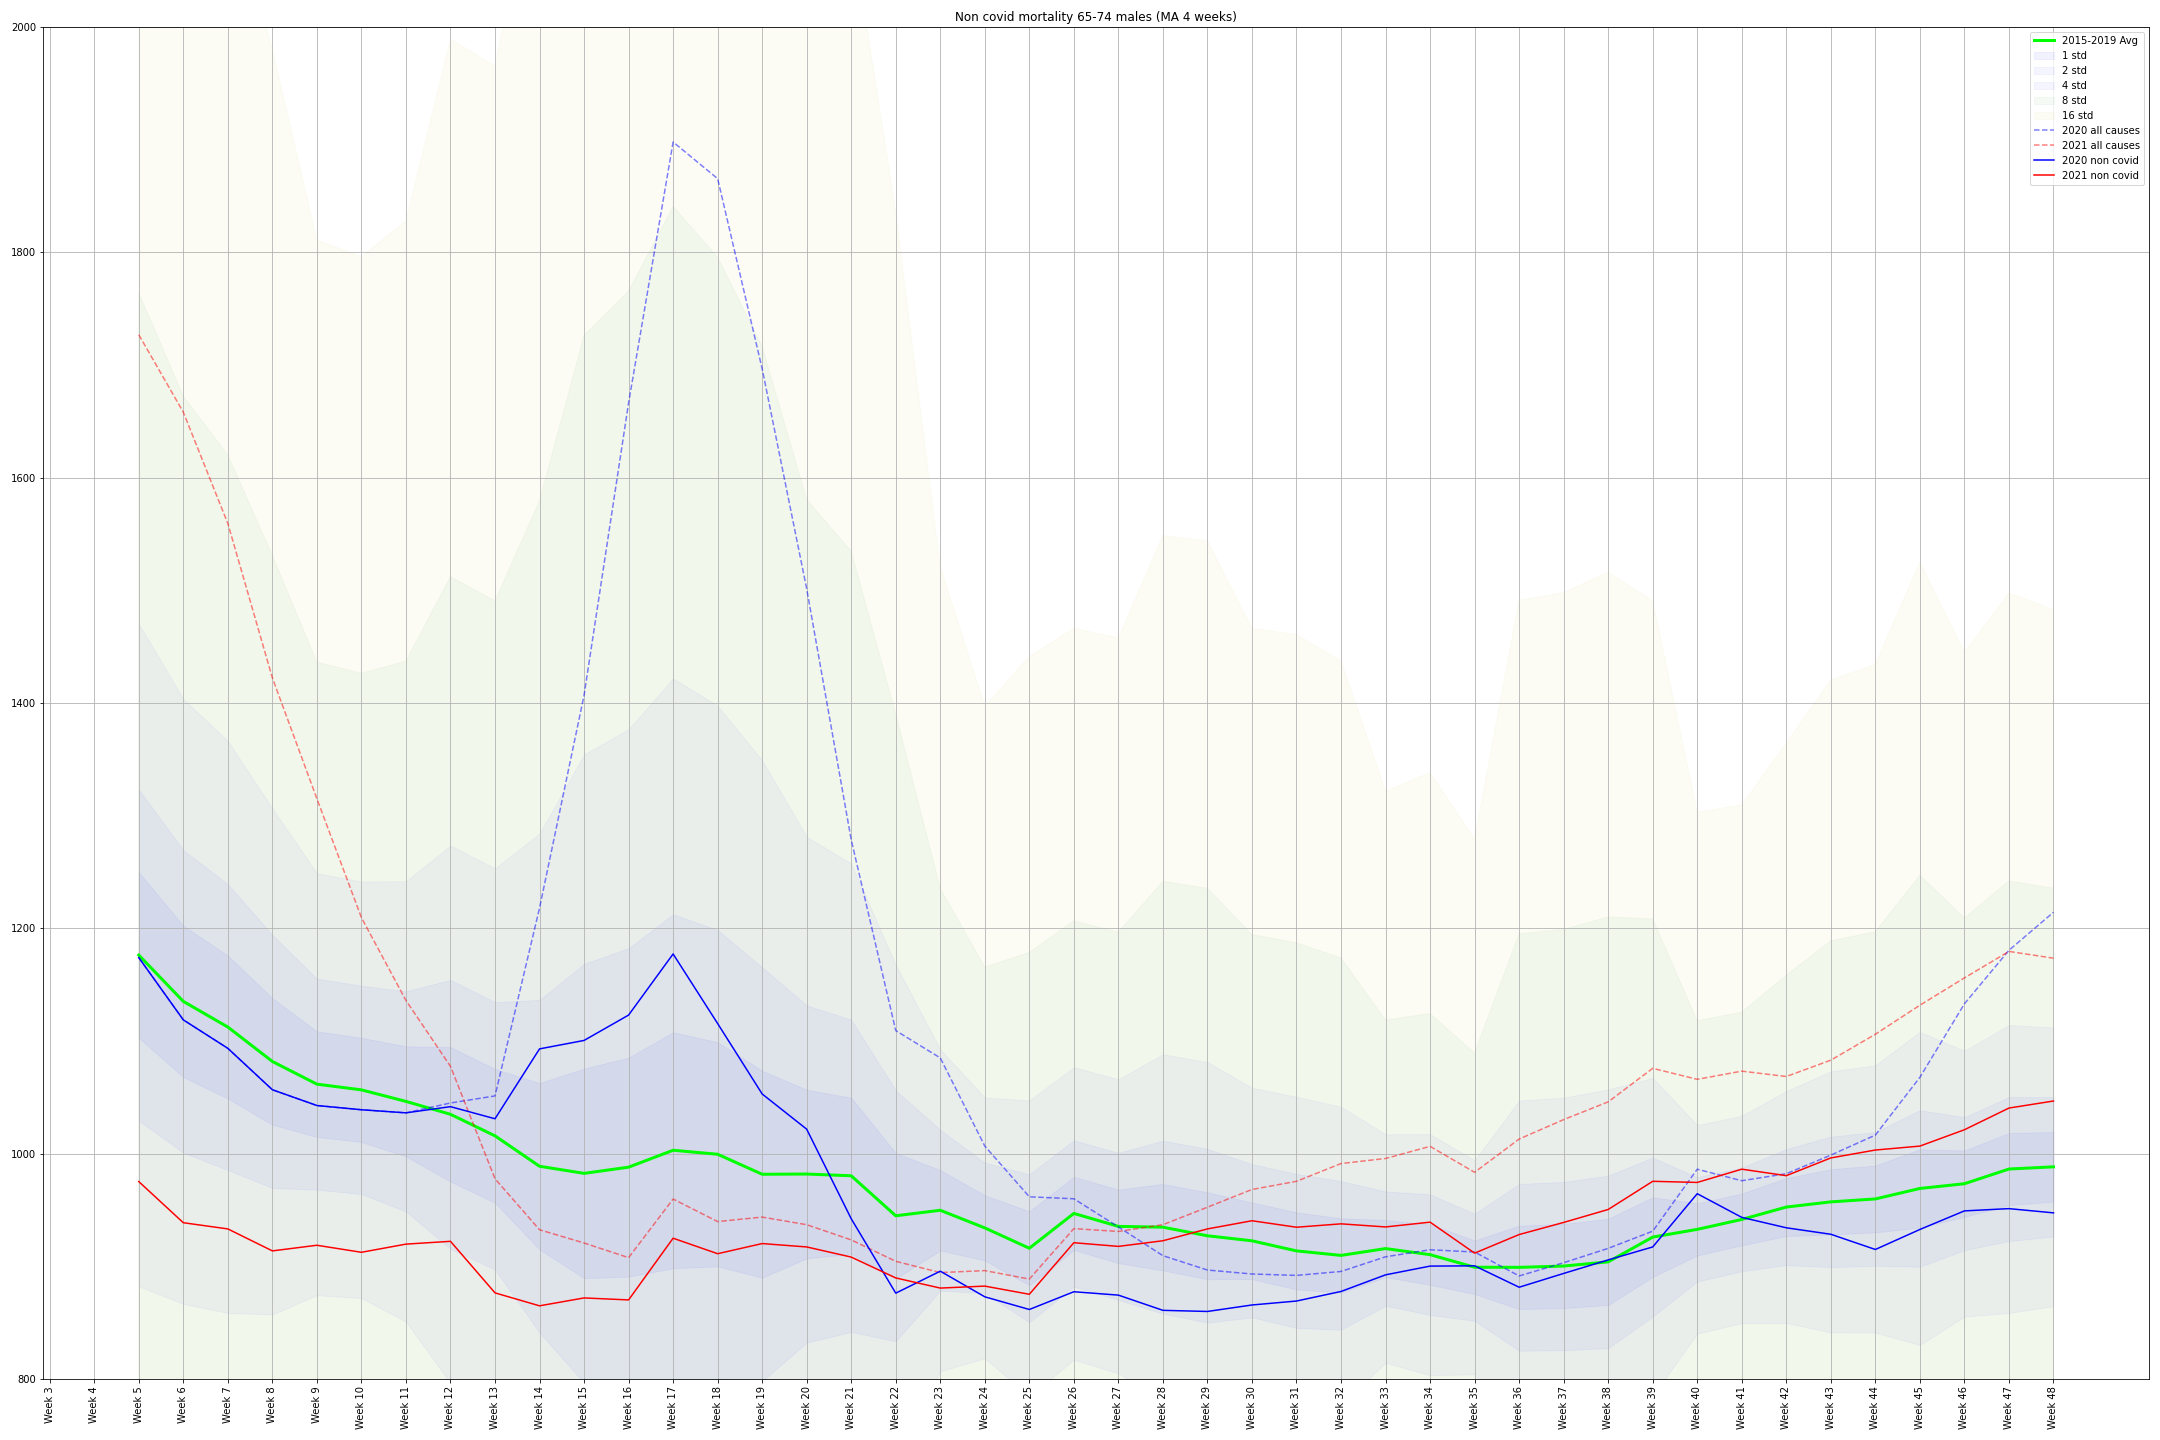 Non covid mortality 65-74 males (MA 4 weeks)
2000
1800
1600
1400
1200
1000
800
2015-2019 Avg
1 std
2 std
4 std
8 std
16 std
2020 all causes
2021 all causes
2020 non covid
2021 non covid
Week 3
Week 4
Week 5
Week 6
Week 7
Week 8
Week 9
Week 10
Week 11
Week 12
Week 13
Week 14
Week 15
Week 16
Week 17
Week 18
Week 19
Week 20
Week 21
Week 22
Week 23
Week 24
Week 25
Week 26
Week 27
Week 28
Week 29
Week 30
Week 31
Week 32
Week 33
Week 34
Week 35
Week 36
Week 37
Week 38
Week 39
Week 40
Week 41
Week 42
Week 43
Week 44
Week 45
Week 46
Week 47
Week 48